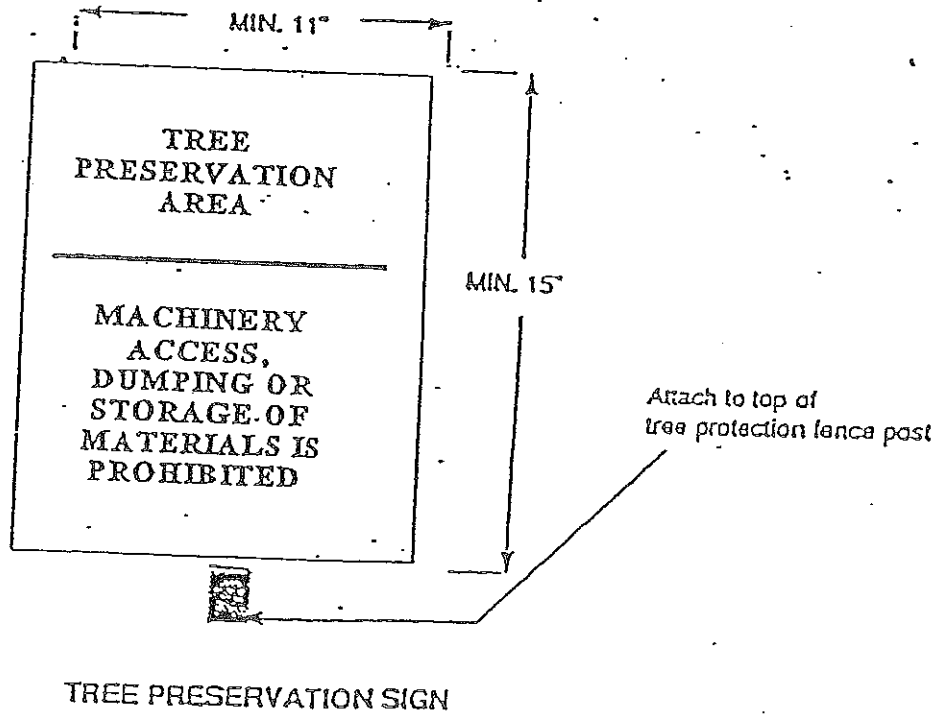 MIN. 11"
TREE
PRESERVATION
AREA
MIN. 15"
MACHINERY
ACCESS,
DUMPING OR
STORAGE OF
MATERIALS IS
PROHIBITED
Attach to top of
tree protection fence post
TREE PRESERVATION SIGN